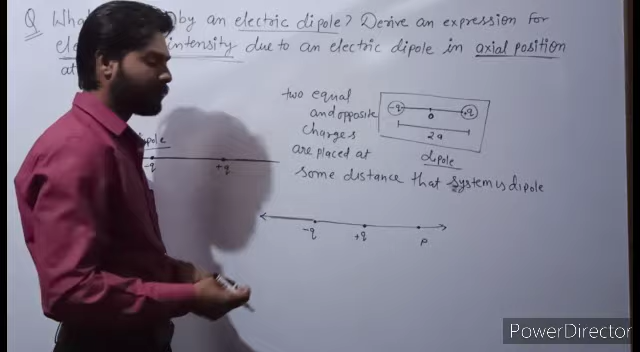 Q What by an electric dipole? Derive an expression for
intensity due to an electric dipole in axial position
at
two equal
and opposite
charges
are placed at
some distance that system is dipole
-q o +q
2a
dipole
-q +q
-q +q P
PowerDirector